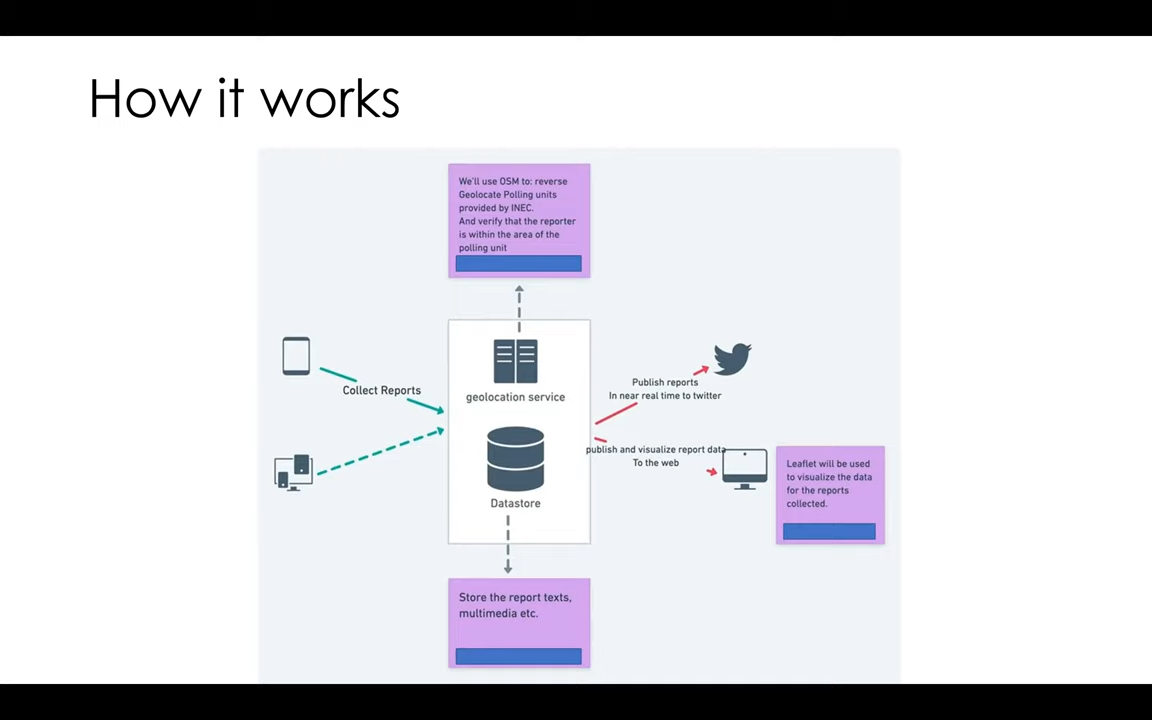 How it works
We'll use OSM to: reverse
Geolocate Polling units
provided by INEC.
And verify that the reporter
is within the area of the
polling unit
Collect Reports
geolocation service
Datastore
Publish reports
In near real time to twitter
publish and visualize report data
To the web
Leaflet will be used
to visualize the data
for the reports
collected.
Store the report texts,
multimedia etc.